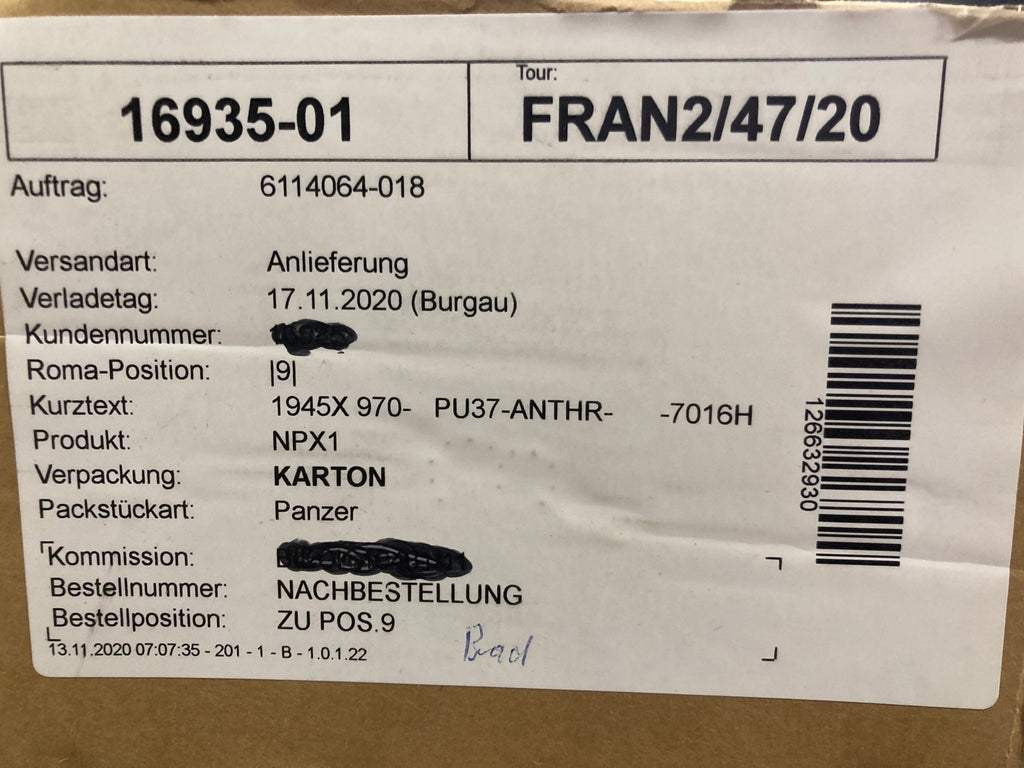 16935-01
Tour:
FRAN2/47/20
Auftrag: 6114064-018
Versandart: Anlieferung
Verladetag: 17.11.2020 (Burgau)
Kundennummer:
Roma-Position: |9|
Kurztext: 1945X 970- PU37-ANTHR- -7016H
Produkt: NPX1
Verpackung: KARTON
Packstückart: Panzer
Kommission:
Bestellnummer: NACHBESTELLUNG
Bestellposition: ZU POS.9
13.11.2020 07:07:35 - 201 - 1 - B - 1.0.1.22
Bad
1266332930